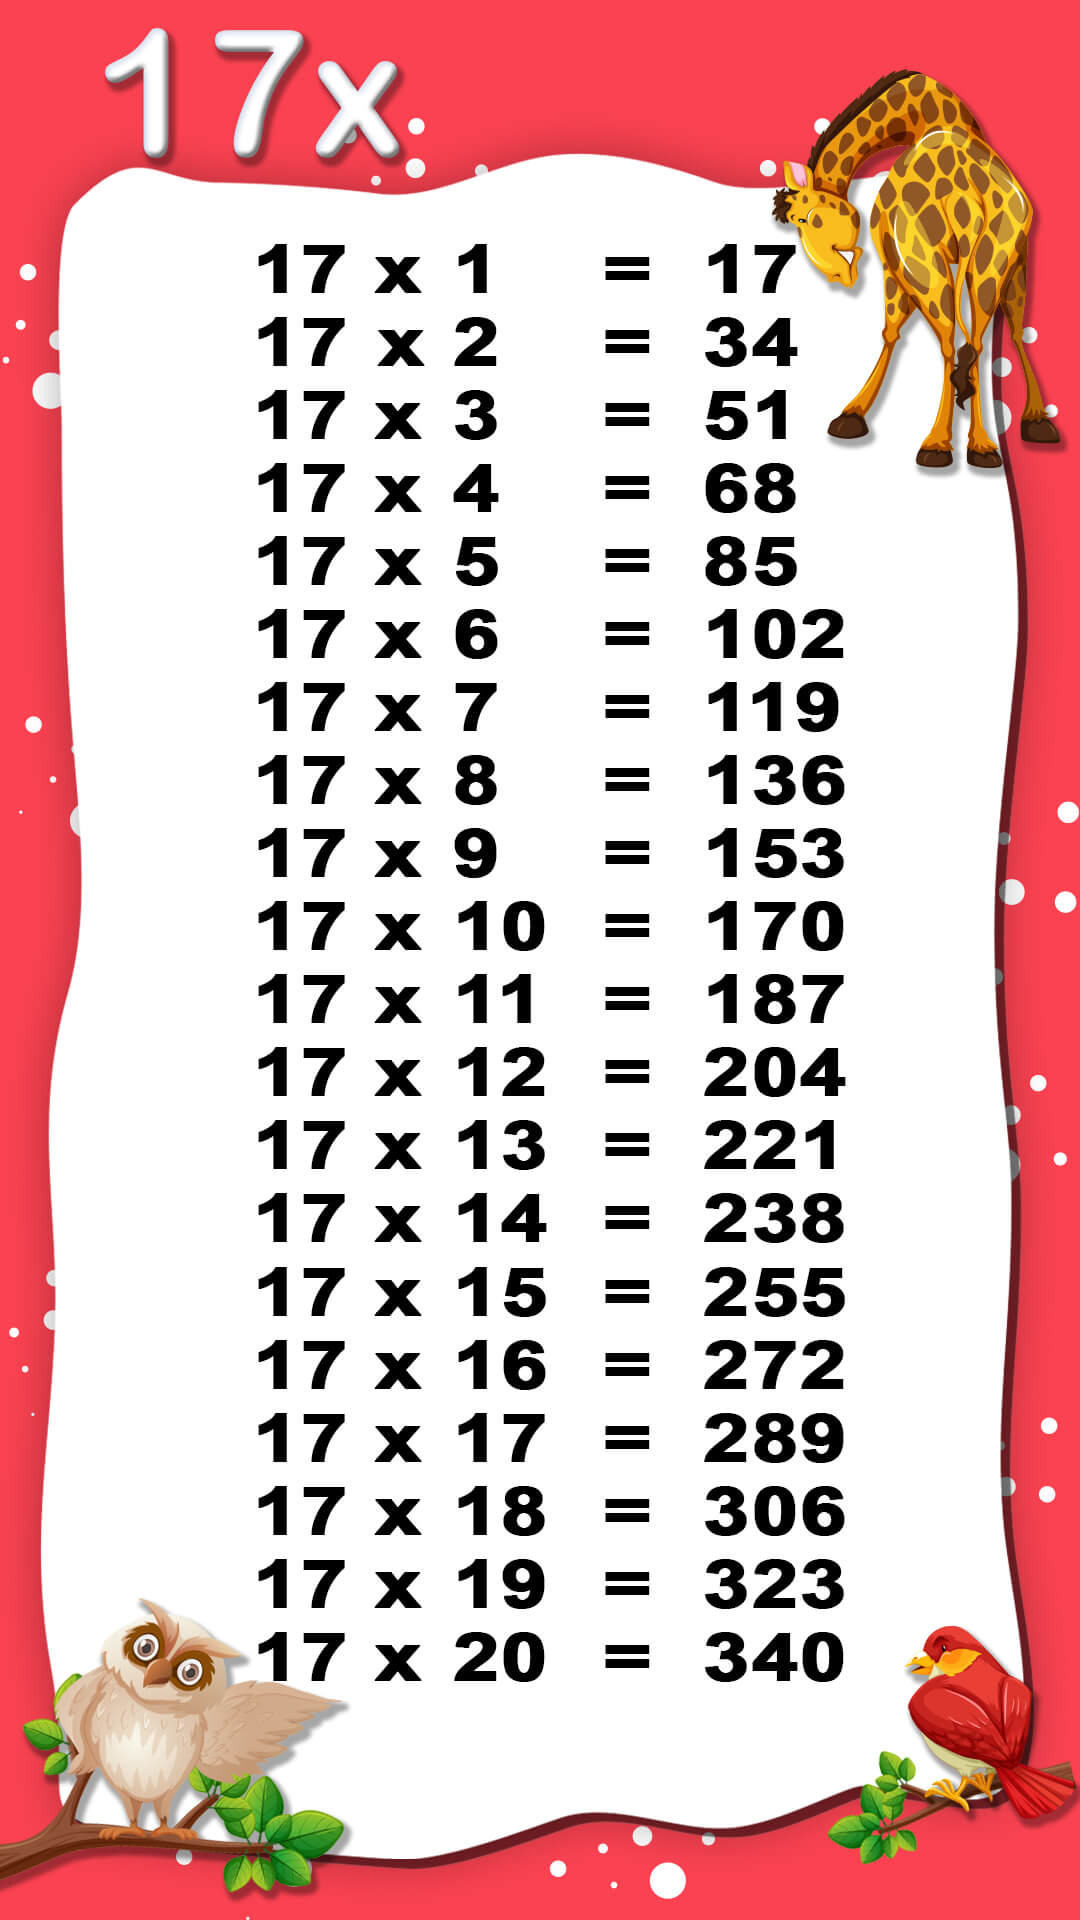 17x
17 x 1 = 17
17 x 2 = 34
17 x 3 = 51
17 x 4 = 68
17 x 5 = 85
17 x 6 = 102
17 x 7 = 119
17 x 8 = 136
17 x 9 = 153
17 x 10 = 170
17 x 11 = 187
17 x 12 = 204
17 x 13 = 221
17 x 14 = 238
17 x 15 = 255
17 x 16 = 272
17 x 17 = 289
17 x 18 = 306
17 x 19 = 323
17 x 20 = 340